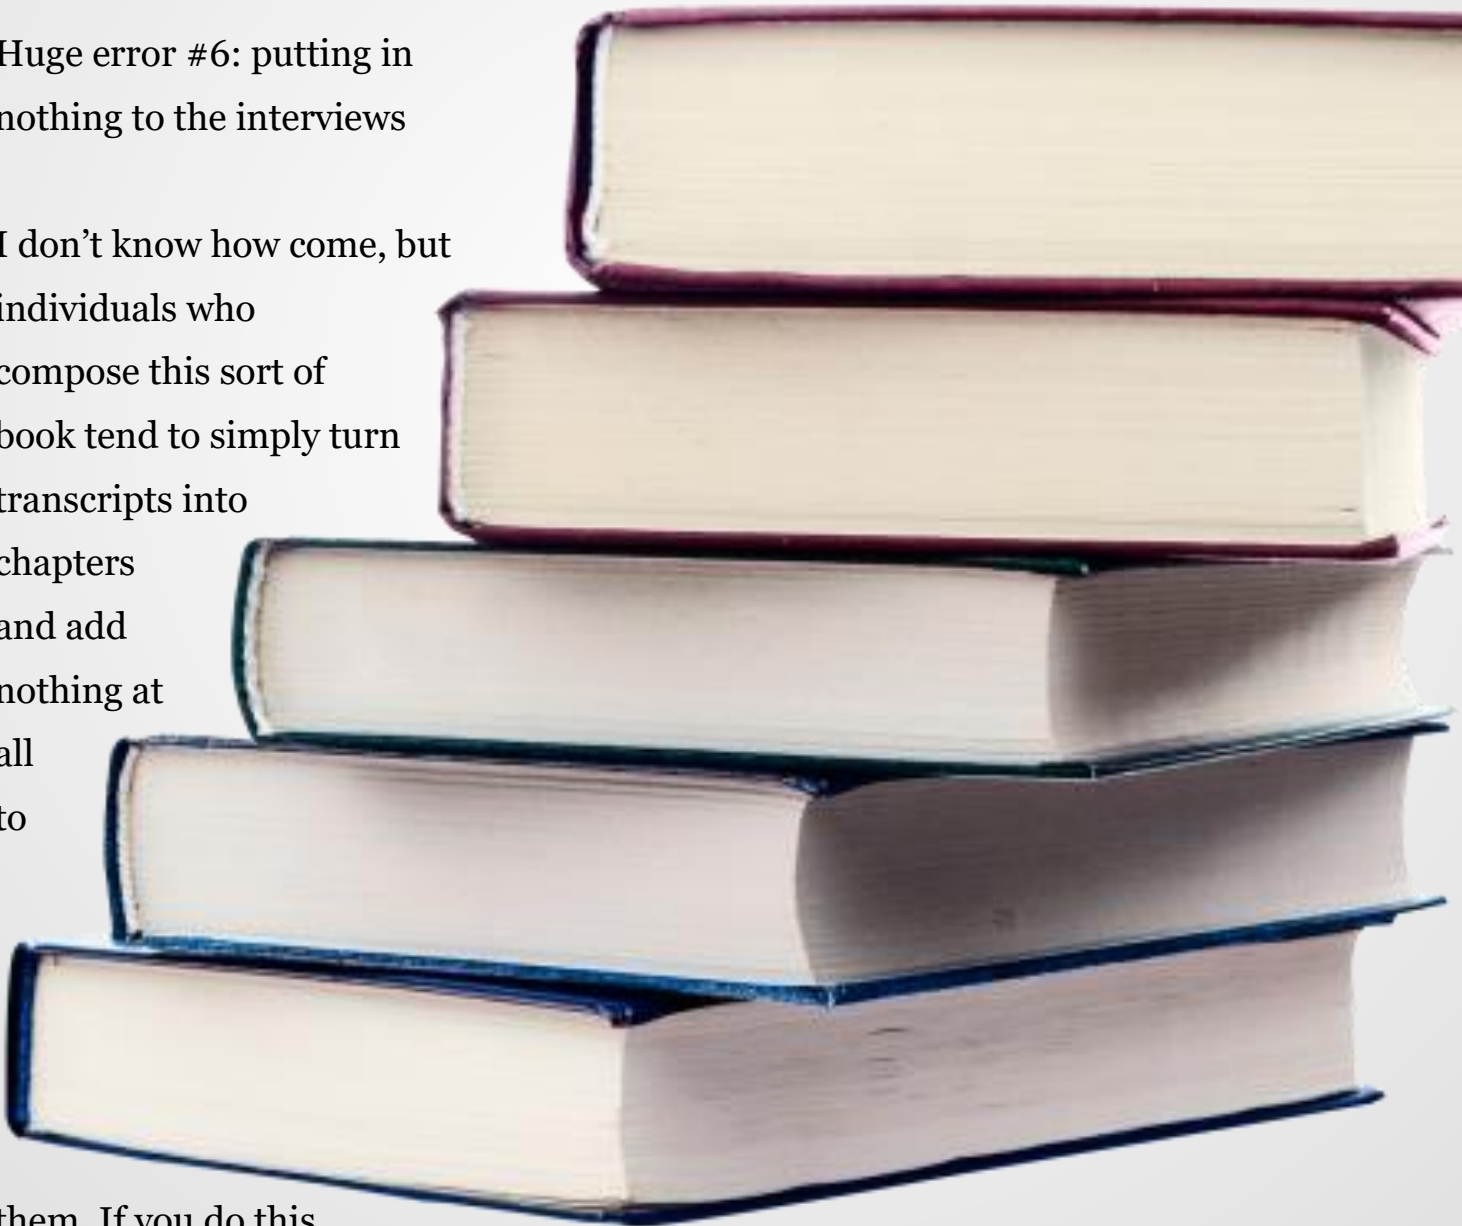 Huge error #6: putting in
nothing to the interviews
I don’t know how come, but
individuals who
compose this sort of
book tend to simply turn
transcripts into
chapters
and add
nothing at
all
to
them. If you do this